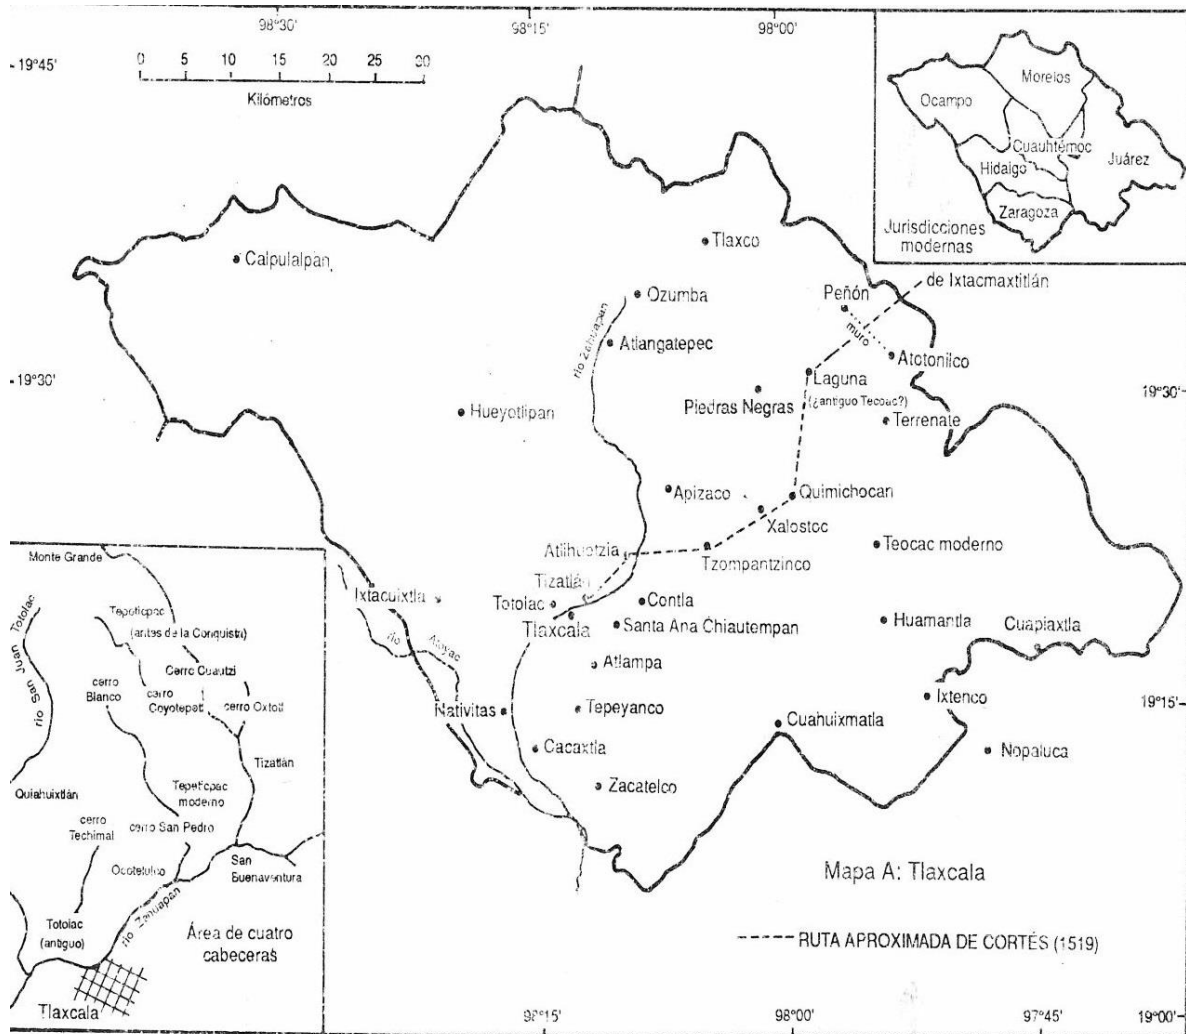 98°30'
98°15'
98°00'
19°45'
0 5 10 15 20 25 30
Kilómetros
Ocampo
Morelos
Cuauhtémoc
Hidalgo
Juárez
Zaragoza
Jurisdicciones
modernas
Calpulalpan
Tlaxco
de Ixtacmaxtitlán
Ozumba
Peñón
río Zahuapan
muro
Atlangatepec
Atotonilco
19°30'
Laguna
19°30'
Hueyotlipan
Piedras Negras
(¿antiguo Tecoac?)
Terrenate
Apizaco
Quimichocan
Xalostoc
Atlihuetzia
Tzompantzinco
Teocac moderno
Tizatlán
Ixtacuixtla
Totolac
Contla
Tlaxcala
Santa Ana Chiautempan
Huamantla
Cuapiaxtla
río Atoyac
Atlampa
Ixtenco
19°15'
Nativitas
Tepeyanco
Cuahuixmatla
Nopaluca
Cacaxtla
Zacatelco
Mapa A: Tlaxcala
RUTA APROXIMADA DE CORTÉS (1519)
Monte Grande
Tepeticpac
(antes de la Conquista)
río San Juan Totolac
Cerro Cuautzi
cerro
Blanco
cerro
Coyotepetl
cerro Oxtotl
Tizatlán
Quiahuixtlán
Tepeticpac
moderno
cerro
Techimal
cerro San Pedro
Ocotelulco
San
Buenaventura
río Zahuapan
Totolac
(antiguo)
Área de cuatro
cabeceras
Tlaxcala
98°15'
98°00'
97°45'
19°00'